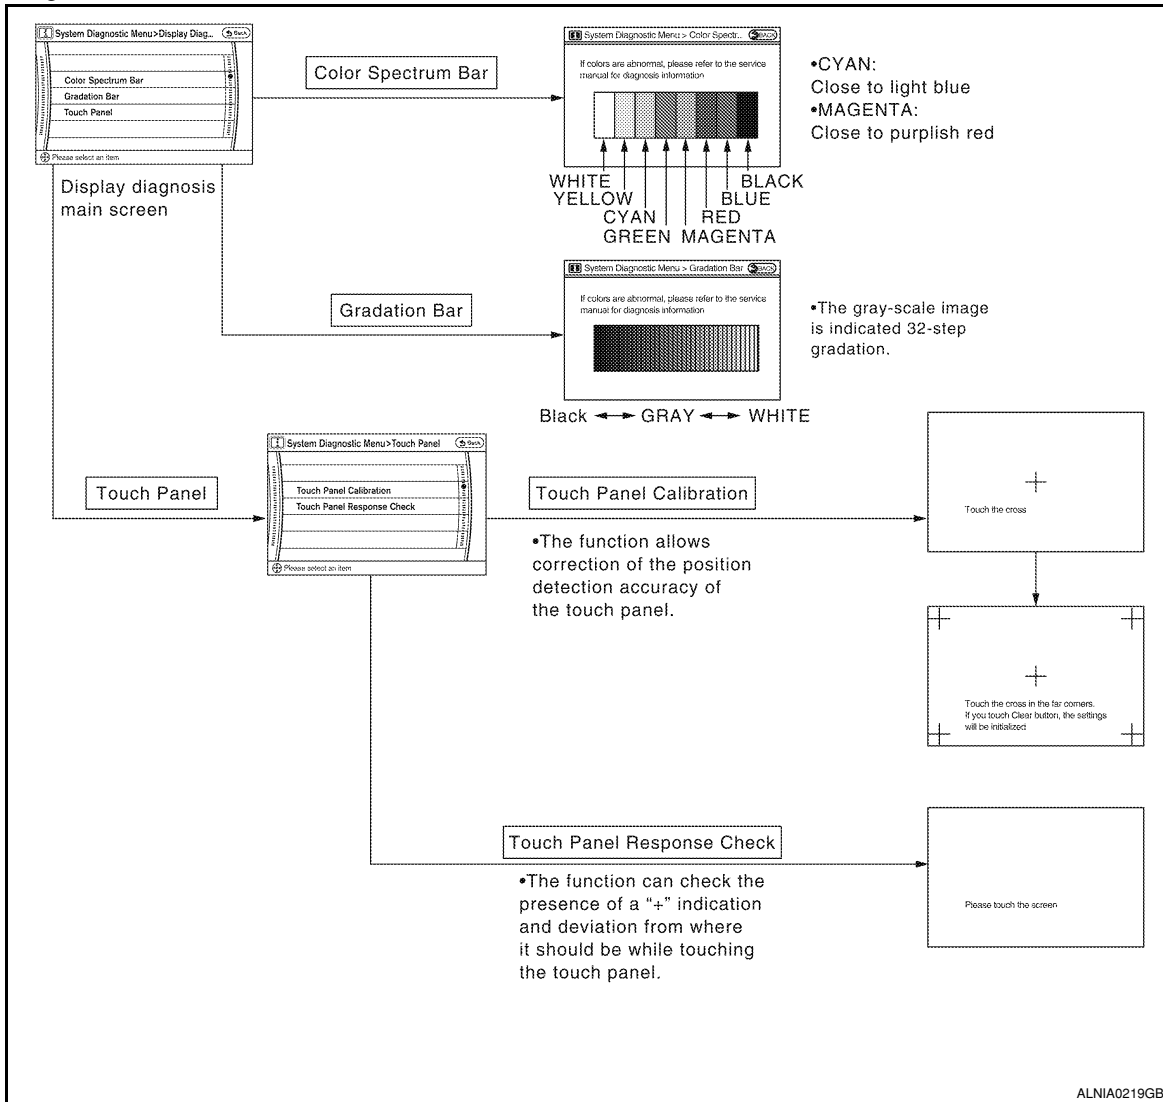 System Diagnostic Menu>Display Diag...
Back
Color Spectrum Bar
Gradation Bar
Touch Panel
Please select an item
Display diagnosis
main screen
Color Spectrum Bar
System Diagnostic Menu > Color Spectr..
BACK
If colors are abnormal, please refer to the service
manual for diagnosis information
WHITE
YELLOW
CYAN
GREEN
MAGENTA
RED
BLUE
BLACK
•CYAN:
Close to light blue
•MAGENTA:
Close to purplish red
Gradation Bar
System Diagnostic Menu > Gradation Bar
BACK
If colors are abnormal, please refer to the service
manual for diagnosis information
Black GRAY WHITE
•The gray-scale image
is indicated 32-step
gradation.
Touch Panel
System Diagnostic Menu>Touch Panel
Back
Touch Panel Calibration
Touch Panel Response Check
Please select an item
Touch Panel Calibration
•The function allows
correction of the position
detection accuracy of
the touch panel.
Touch the cross
Touch the cross in the far corners.
If you touch Clear button, the settings
will be initialized
Touch Panel Response Check
•The function can check the
presence of a “+” indication
and deviation from where
it should be while touching
the touch panel.
Please touch the screen
ALNIA0219GB